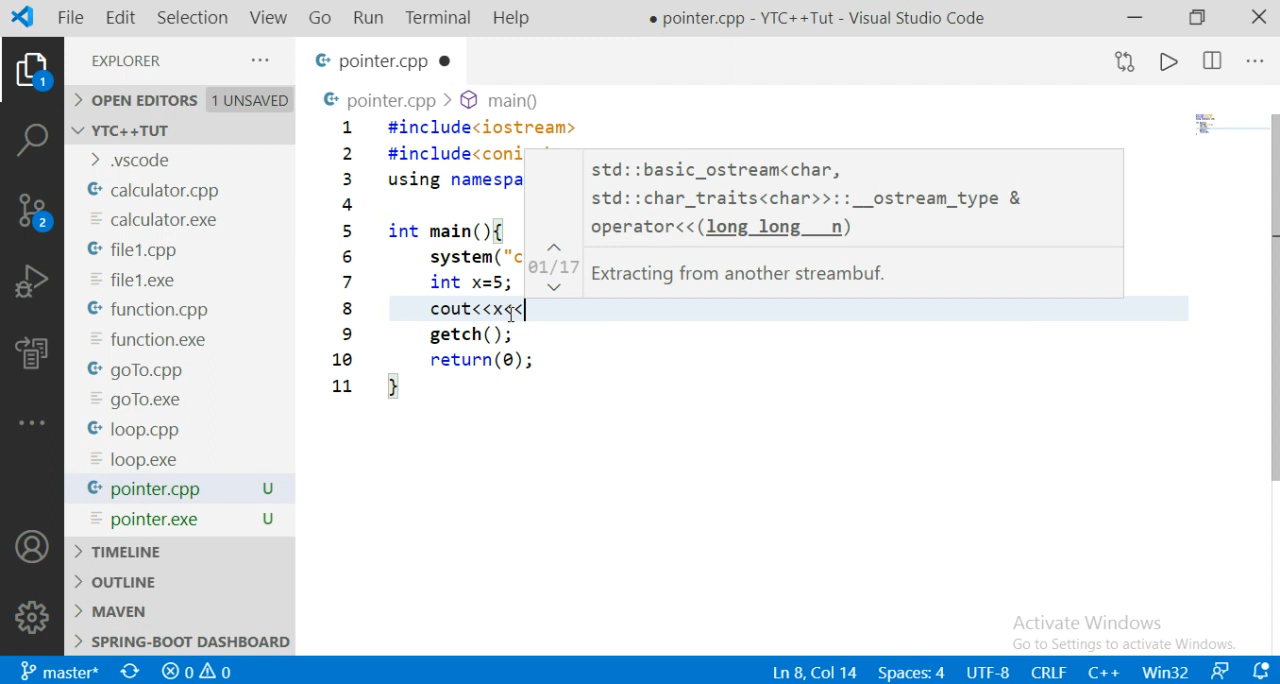 File Edit Selection View Go Run Terminal Help
● pointer.cpp - YTC++Tut - Visual Studio Code
1
EXPLORER ···
pointer.cpp ●
OPEN EDITORS 1 UNSAVED
pointer.cpp > main()
YTC++TUT
.vscode
calculator.cpp
calculator.exe
file1.cpp
file1.exe
function.cpp
function.exe
goTo.cpp
goTo.exe
loop.cpp
loop.exe
pointer.cpp U
pointer.exe U
TIMELINE
OUTLINE
MAVEN
SPRING-BOOT DASHBOARD
2
1 #include<iostream>
2 #include<coni
3 using namespa
4
5 int main(){
6 system("c
7 int x=5;
8 cout<<x<<
9 getch();
10 return(0);
11 }
std::basic_ostream<char,
std::char_traits<char>>::__ostream_type &
operator<<(long long __n)
01/17
Extracting from another streambuf.
Activate Windows
Go to Settings to activate Windows.
master* 0 0 Ln 8, Col 14 Spaces: 4 UTF-8 CRLF C++ Win32